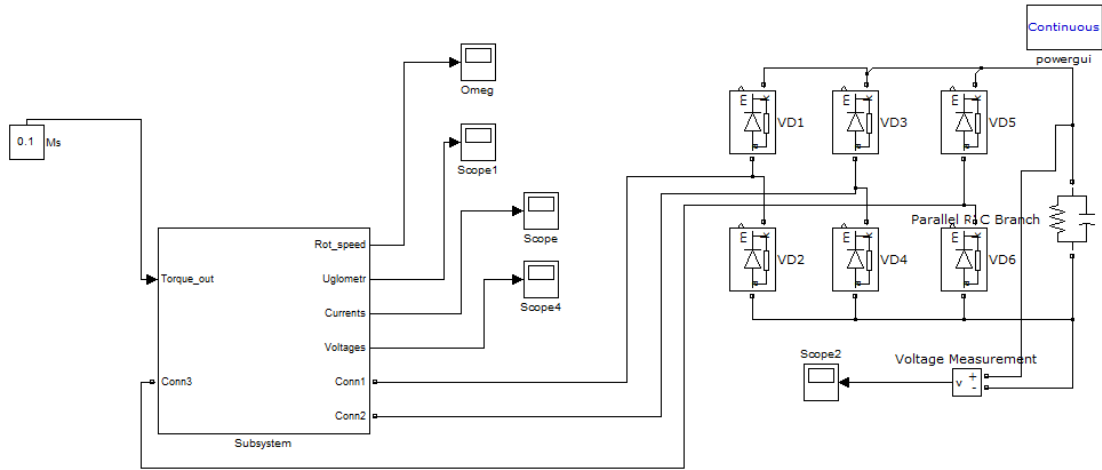 Continuous
powergui
Omeg
0.1
Ms
Scope1
Scope
Scope4
Torque_out
Conn3
Rot_speed
Uglometr
Currents
Voltages
Conn1
Conn2
Subsystem
E
VD1
E
VD3
E
VD5
E
VD2
E
VD4
E
VD6
Parallel RLC Branch
Scope2
Voltage Measurement
v
+
-